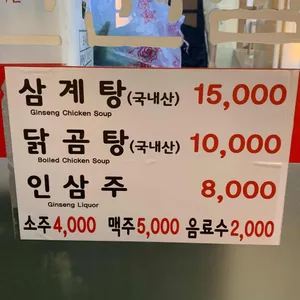 삼계탕(국내산) 15,000
Ginseng Chicken Soup
닭곰탕(국내산) 10,000
Boiled Chicken Soup
인삼주 8,000
Ginseng Liquor
소주4,000 맥주5,000 음료수2,000